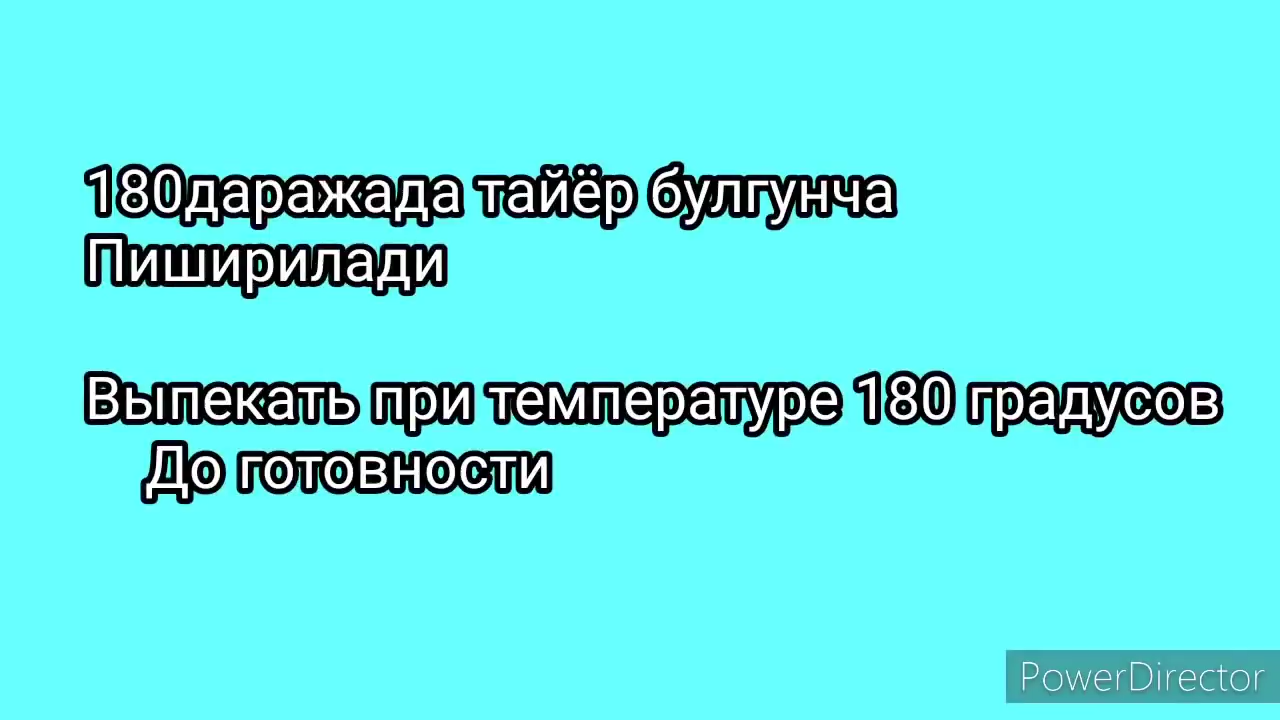 180даражада тайёр булгунча
Пиширилади
Выпекать при температуре 180 градусов
До готовности
PowerDirector